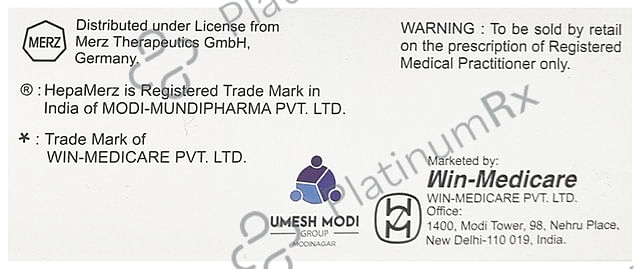 MERZ
Distributed under License from
Merz Therapeutics GmbH,
Germany.
® : HepaMerz is Registered Trade Mark in
India of MODI-MUNDIPHARMA PVT. LTD.
* : Trade Mark of
WIN-MEDICARE PVT. LTD.
UMESH MODI
GROUP
MODINAGAR
WARNING : To be sold by retail
on the prescription of Registered
Medical Practitioner only.
Marketed by:
Win-Medicare
WIN-MEDICARE PVT. LTD.
Office:
1400, Modi Tower, 98, Nehru Place,
New Delhi-110 019, India.
PlatinumRx
PlatinumRx